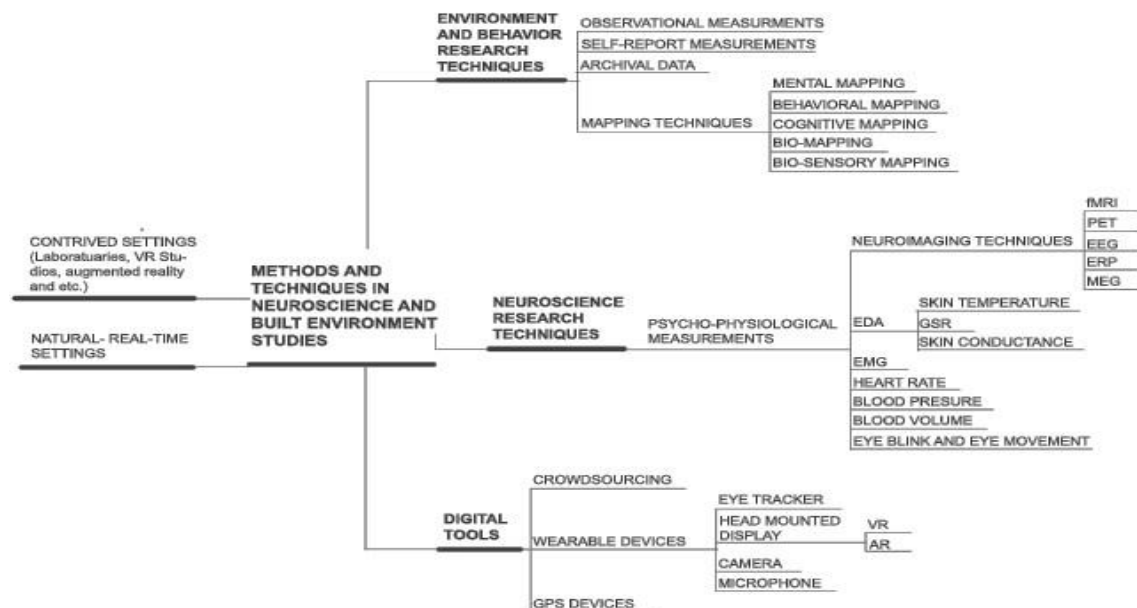 ENVIRONMENT
AND BEHAVIOR
RESEARCH
TECHNIQUES
OBSERVATIONAL MEASURMENTS
SELF-REPORT MEASUREMENTS
ARCHIVAL DATA
MAPPING TECHNIQUES
MENTAL MAPPING
BEHAVIORAL MAPPING
COGNITIVE MAPPING
BIO-MAPPING
BIO-SENSORY MAPPING
CONTRIVED SETTINGS
(Laboratuaries, VR Stu-
dios, augmented reality
and etc.)
NATURAL- REAL-TIME
SETTINGS
METHODS AND
TECHNIQUES IN
NEUROSCIENCE AND
BUILT ENVIRONMENT
STUDIES
NEUROSCIENCE
RESEARCH
TECHNIQUES
PSYCHO-PHYSIOLOGICAL
MEASUREMENTS
NEUROIMAGING TECHNIQUES
fMRI
PET
EEG
ERP
MEG
EDA
SKIN TEMPERATURE
GSR
SKIN CONDUCTANCE
EMG
HEART RATE
BLOOD PRESURE
BLOOD VOLUME
EYE BLINK AND EYE MOVEMENT
DIGITAL
TOOLS
CROWDSOURCING
WEARABLE DEVICES
EYE TRACKER
HEAD MOUNTED
DISPLAY
VR
AR
CAMERA
MICROPHONE
GPS DEVICES